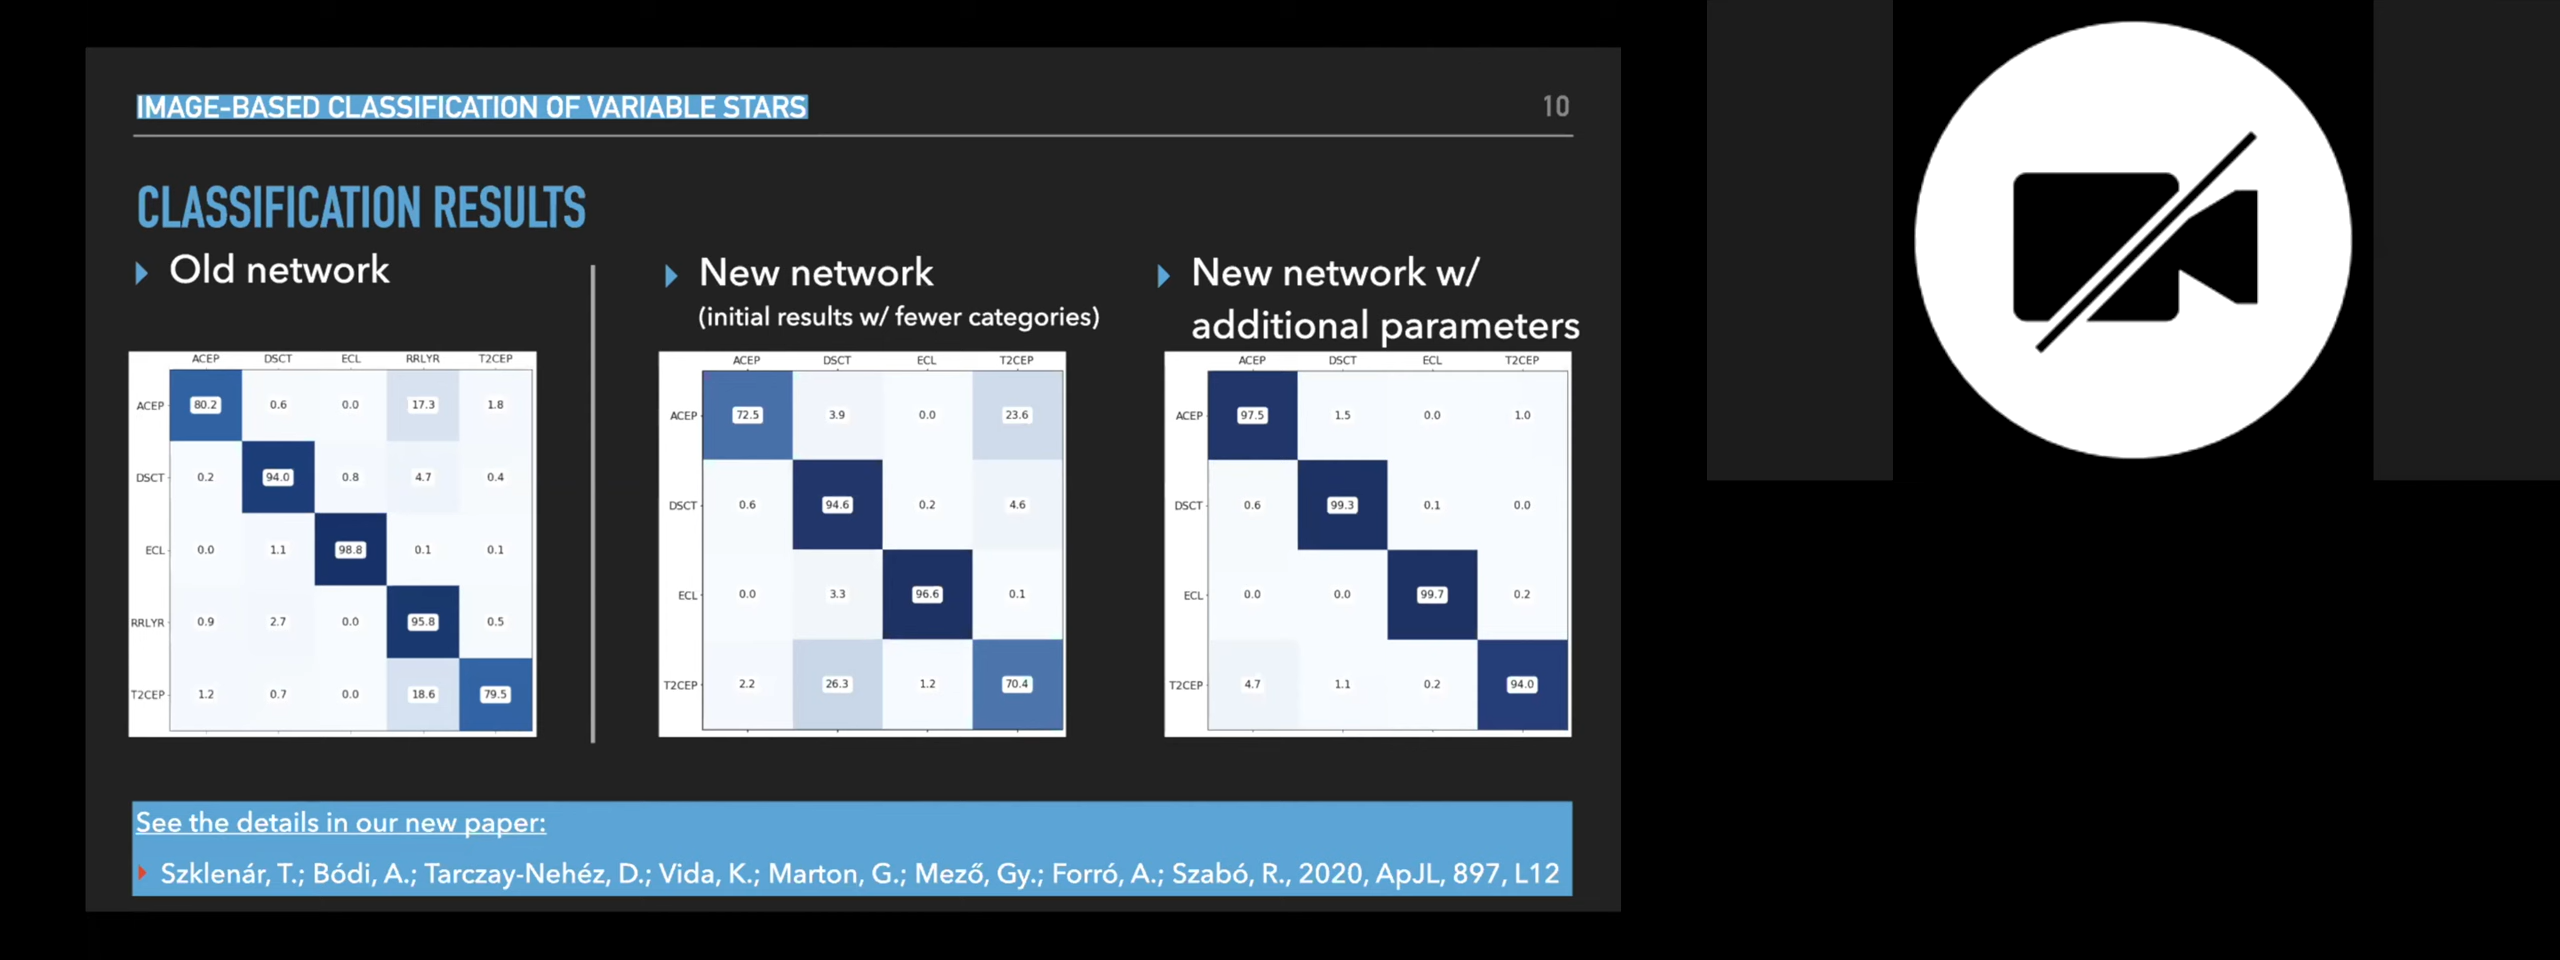 IMAGE-BASED CLASSIFICATION OF VARIABLE STARS
10
CLASSIFICATION RESULTS
Old network
ACEP DSCT ECL RRLYR T2CEP
ACEP 80.2 0.6 0.0 17.3 1.8
DSCT 0.2 94.0 0.8 4.7 0.4
ECL 0.0 1.1 98.8 0.1 0.1
RRLYR 0.9 2.7 0.0 95.8 0.5
T2CEP 1.2 0.7 0.0 18.6 79.5
New network
(initial results w/ fewer categories)
ACEP DSCT ECL T2CEP
ACEP 72.5 3.9 0.0 23.6
DSCT 0.6 94.6 0.2 4.6
ECL 0.0 3.3 96.6 0.1
T2CEP 2.2 26.3 1.2 70.4
New network w/
additional parameters
ACEP DSCT ECL T2CEP
ACEP 97.5 1.5 0.0 1.0
DSCT 0.6 99.3 0.1 0.0
ECL 0.0 0.0 99.7 0.2
T2CEP 4.7 1.1 0.2 94.0
See the details in our new paper:
Szklenár, T.; Bódi, A.; Tarczay-Nehéz, D.; Vida, K.; Marton, G.; Mező, Gy.; Forró, A.; Szabó, R., 2020, ApJL, 897, L12